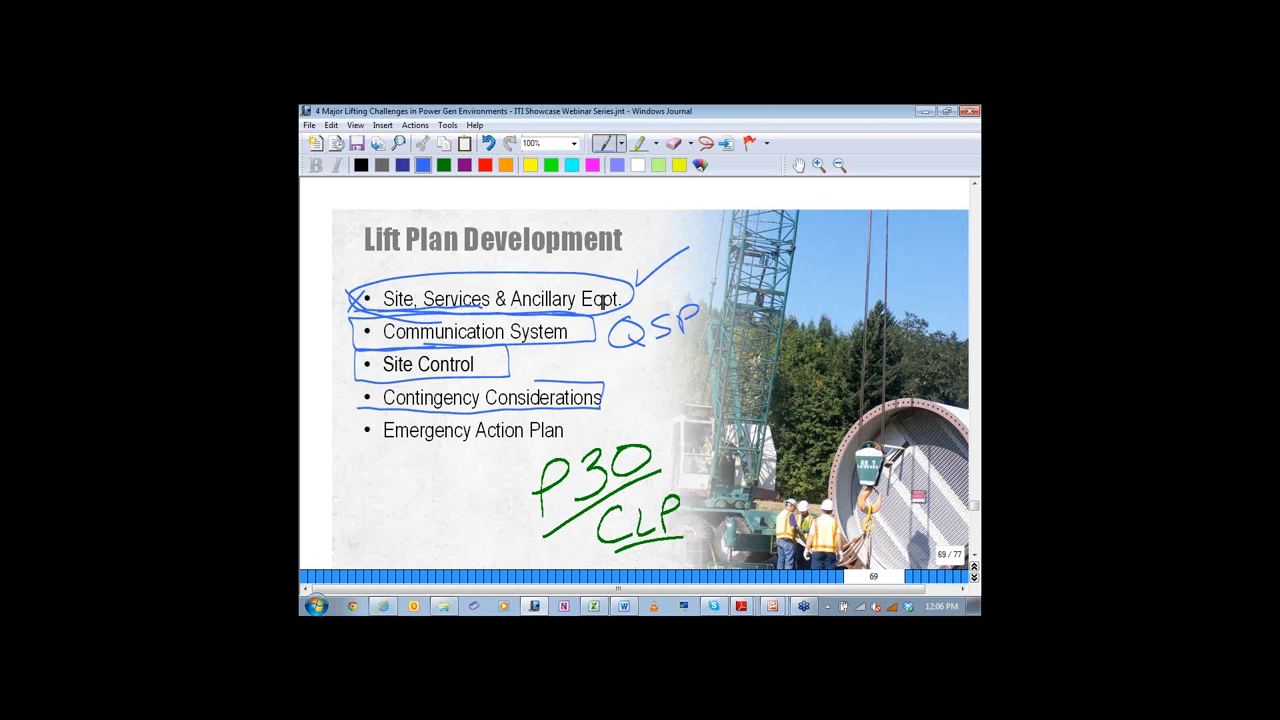 4 Major Lifting Challenges in Power Gen Environments - ITI Showcase Webinar Series.jnt - Windows Journal
File Edit View Insert Actions Tools Help
100%
B I
Lift Plan Development
• Site, Services & Ancillary Eqpt.
• Communication System
QSP
• Site Control
• Contingency Considerations
• Emergency Action Plan
P30
CLP
69 / 77
69
12:06 PM